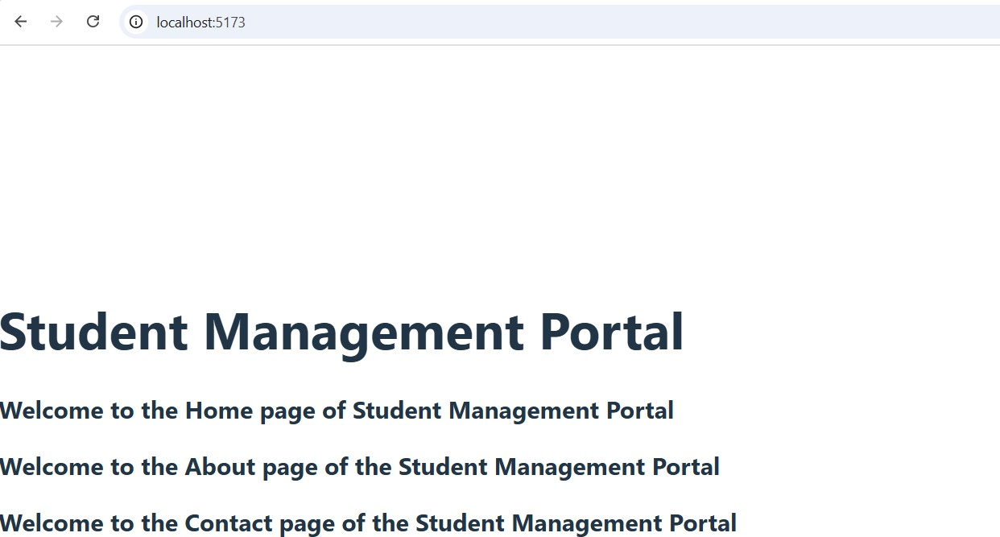 localhost:5173
Student Management Portal
Welcome to the Home page of Student Management Portal
Welcome to the About page of the Student Management Portal
Welcome to the Contact page of the Student Management Portal